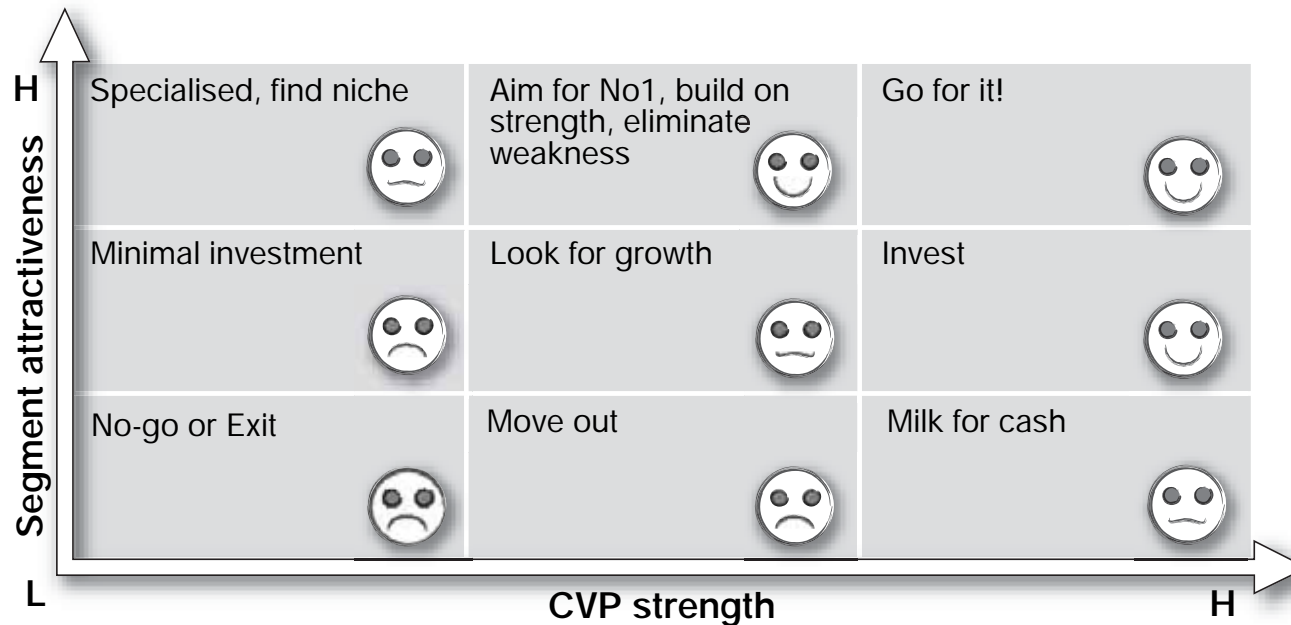 H
Segment attractiveness
Specialised, find niche
Aim for No1, build on
strength, eliminate
weakness
Go for it!
Minimal investment
Look for growth
Invest
No-go or Exit
Move out
Milk for cash
L
CVP strength
H